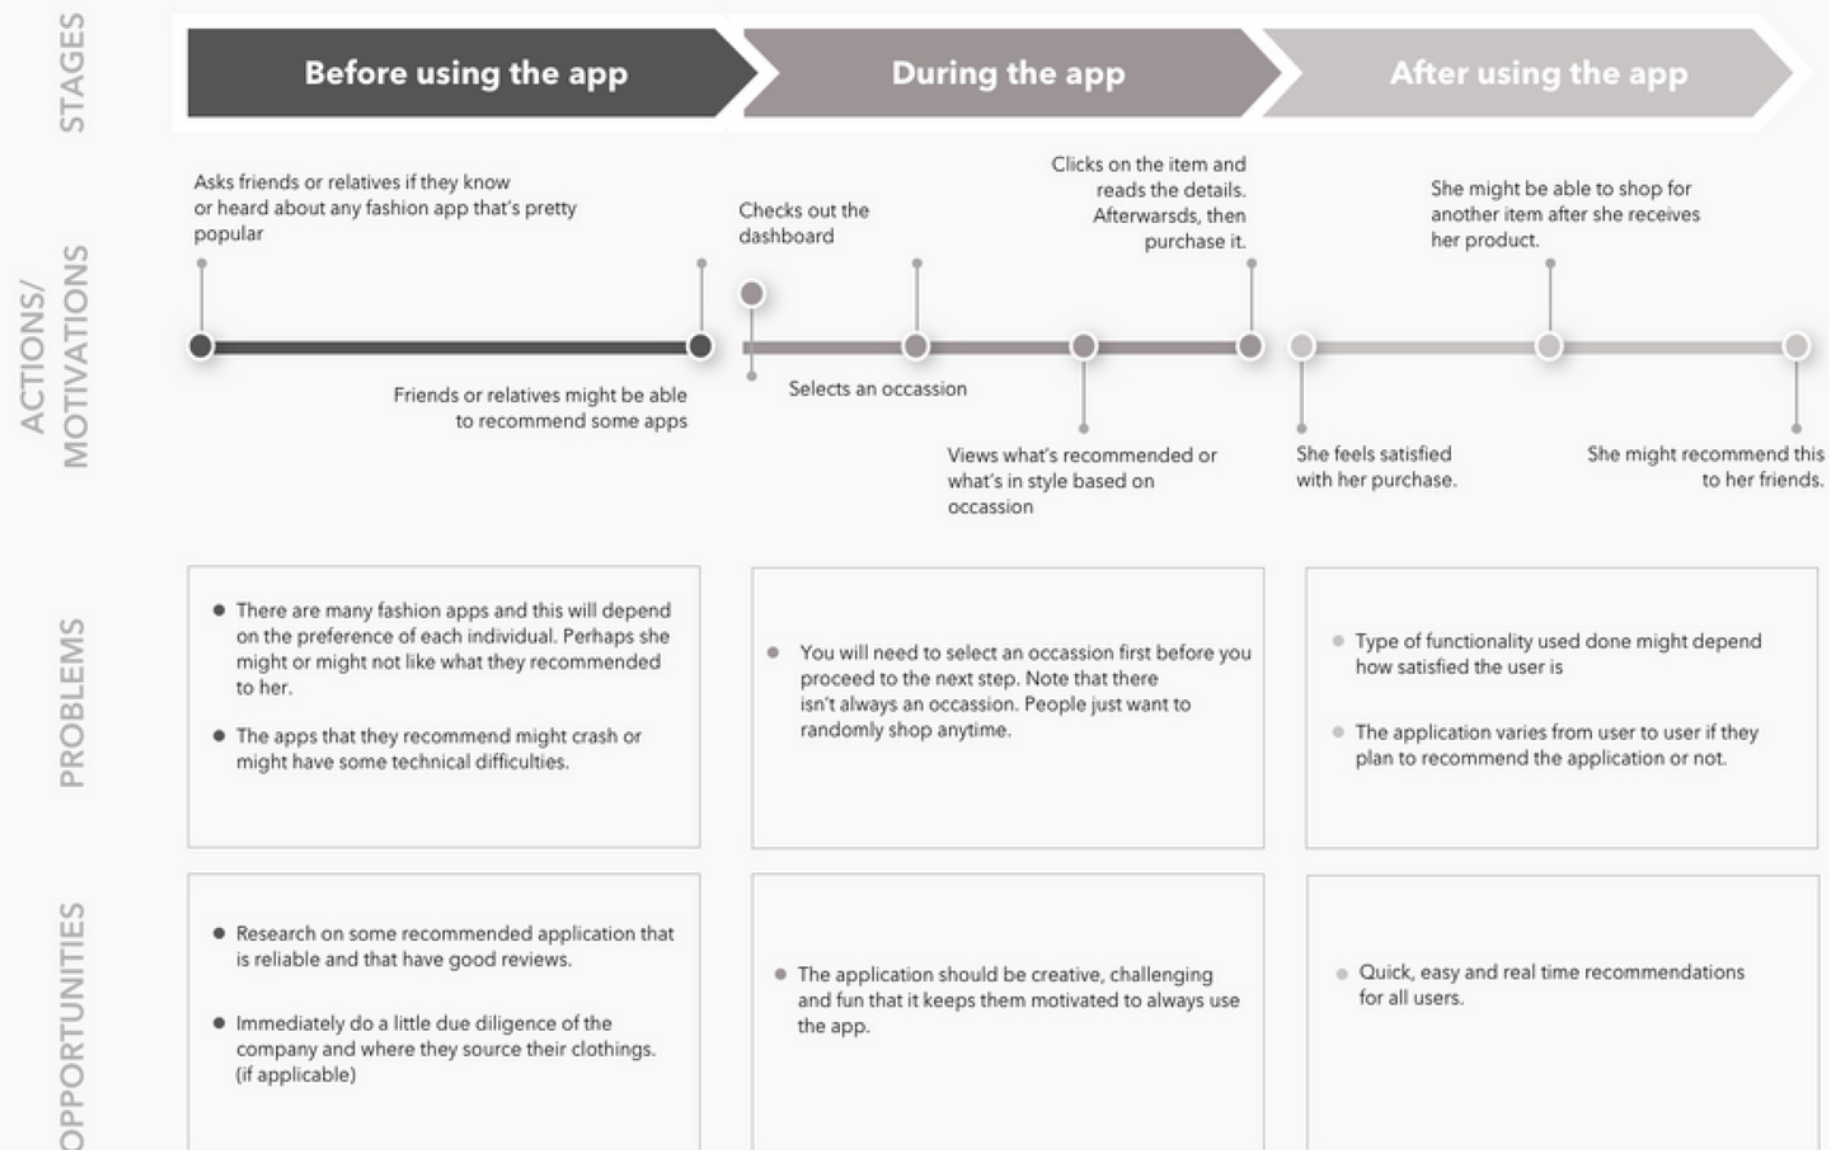 STAGES
Before using the app
During the app
After using the app
ACTIONS/
MOTIVATIONS
Asks friends or relatives if they know
or heard about any fashion app that's pretty
popular
Friends or relatives might be able
to recommend some apps
Checks out the
dashboard
Selects an occassion
Views what's recommended or
what's in style based on
occassion
Clicks on the item and
reads the details.
Afterwarsds, then
purchase it.
She feels satisfied
with her purchase.
She might be able to shop for
another item after she receives
her product.
She might recommend this
to her friends.
PROBLEMS
There are many fashion apps and this will depend
on the preference of each individual. Perhaps she
might or might not like what they recommended
to her.
The apps that they recommend might crash or
might have some technical difficulties.
You will need to select an occassion first before you
proceed to the next step. Note that there
isn't always an occassion. People just want to
randomly shop anytime.
Type of functionality used done might depend
how satisfied the user is
The application varies from user to user if they
plan to recommend the application or not.
OPPORTUNITIES
Research on some recommended application that
is reliable and that have good reviews.
Immediately do a little due diligence of the
company and where they source their clothings.
(if applicable)
The application should be creative, challenging
and fun that it keeps them motivated to always use
the app.
Quick, easy and real time recommendations
for all users.